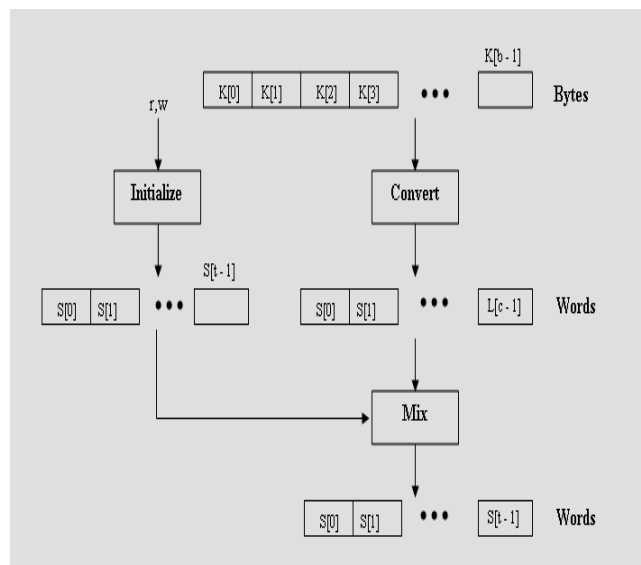 K[b - 1]
K[0] K[1] K[2] K[3] ••• Bytes
r,w
Initialize Convert
S[t - 1]
S[0] S[1] ••• S[0] S[1] ••• L[c - 1] Words
Mix
S[0] S[1] ••• S[t - 1] Words